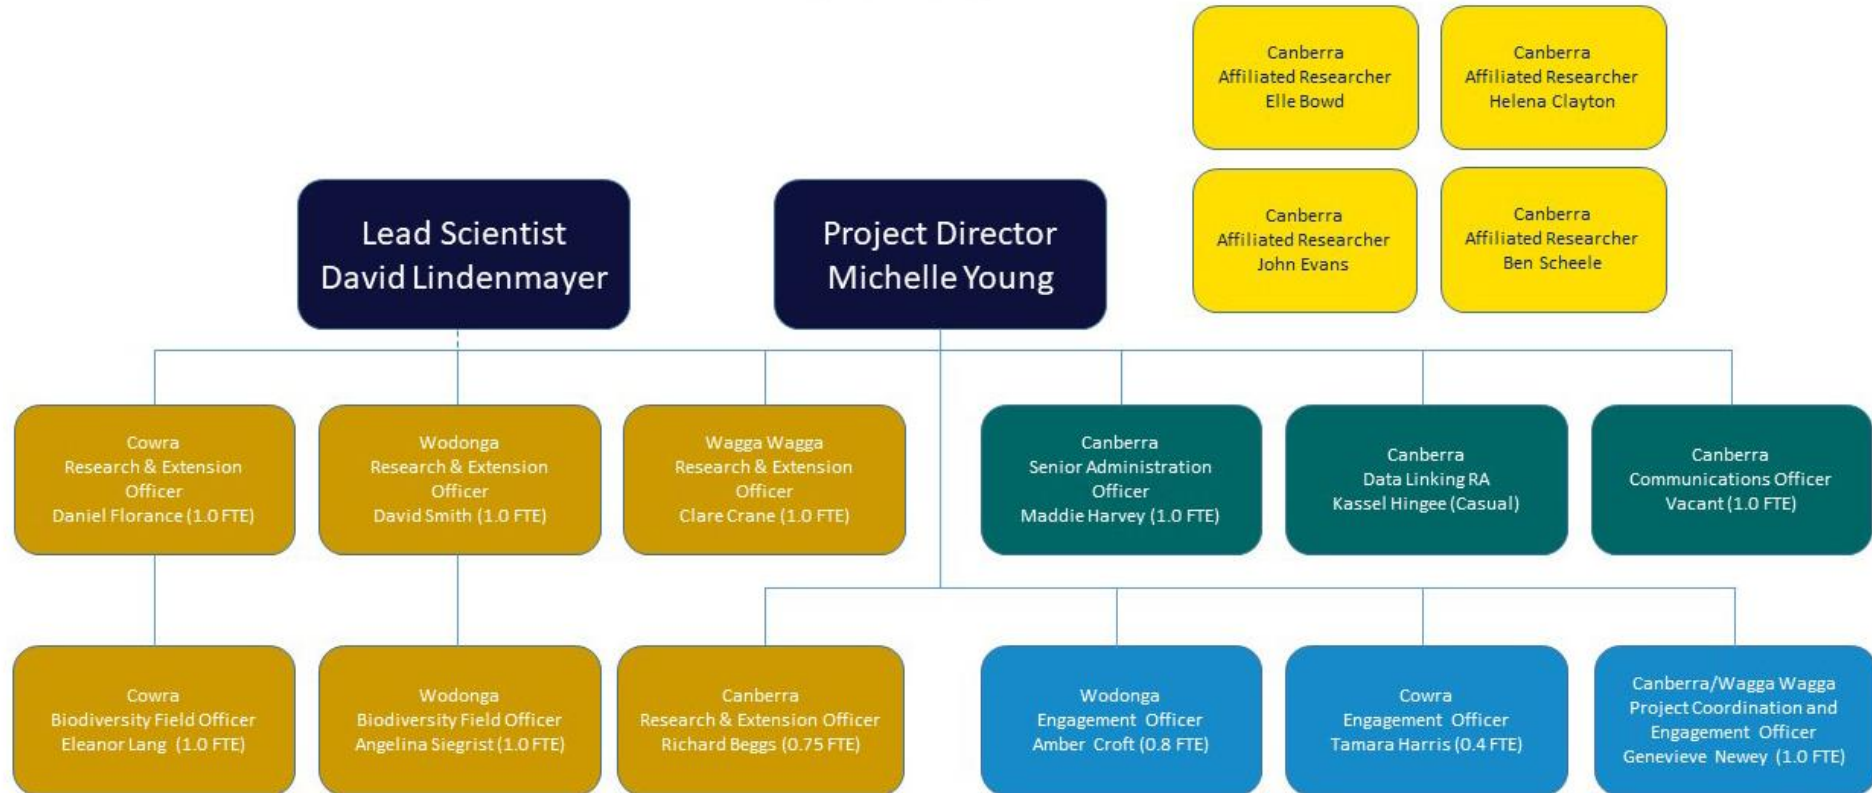 Canberra
Affiliated Researcher
Elle Bowd
Canberra
Affiliated Researcher
Helena Clayton
Lead Scientist
David Lindenmayer
Project Director
Michelle Young
Canberra
Affiliated Researcher
John Evans
Canberra
Affiliated Researcher
Ben Scheele
Cowra
Research & Extension
Officer
Daniel Florance (1.0 FTE)
Wodonga
Research & Extension
Officer
David Smith (1.0 FTE)
Wagga Wagga
Research & Extension
Officer
Clare Crane (1.0 FTE)
Canberra
Senior Administration
Officer
Maddie Harvey (1.0 FTE)
Canberra
Data Linking RA
Kassel Hingee (Casual)
Canberra
Communications Officer
Vacant (1.0 FTE)
Cowra
Biodiversity Field Officer
Eleanor Lang (1.0 FTE)
Wodonga
Biodiversity Field Officer
Angelina Siegrist (1.0 FTE)
Canberra
Research & Extension Officer
Richard Beggs (0.75 FTE)
Wodonga
Engagement Officer
Amber Croft (0.8 FTE)
Cowra
Engagement Officer
Tamara Harris (0.4 FTE)
Canberra/Wagga Wagga
Project Coordination and
Engagement Officer
Genevieve Newey (1.0 FTE)